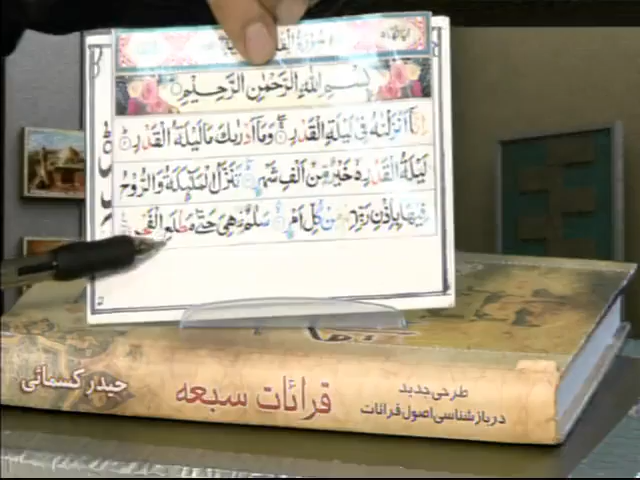 بِسْمِ اللهِ الرَّحْمٰنِ الرَّحِيْمِ
اِنَّاۤ اَنْزَلْنٰهُ فِیْ لَیْلَةِ الْقَدْرِ وَمَاۤ اَدْرٰىكَ مَا لَیْلَةُ الْقَدْرِ
لَیْلَةُ الْقَدْرِ خَیْرٌ مِّنْ اَلْفِ شَهْرٍ تَنَزَّلُ الْمَلٰٓئِكَةُ وَالرُّوْحُ
فِیْهَا بِاِذْنِ رَبِّهِمْ مِّنْ كُلِّ اَمْرٍ سَلٰمٌ هِیَ حَتّٰی مَطْلَعِ الْفَجْرِ
طرحی جدید
در بازشناسی اصول قرائات
قرائات سبعه
حیدر کسمائی